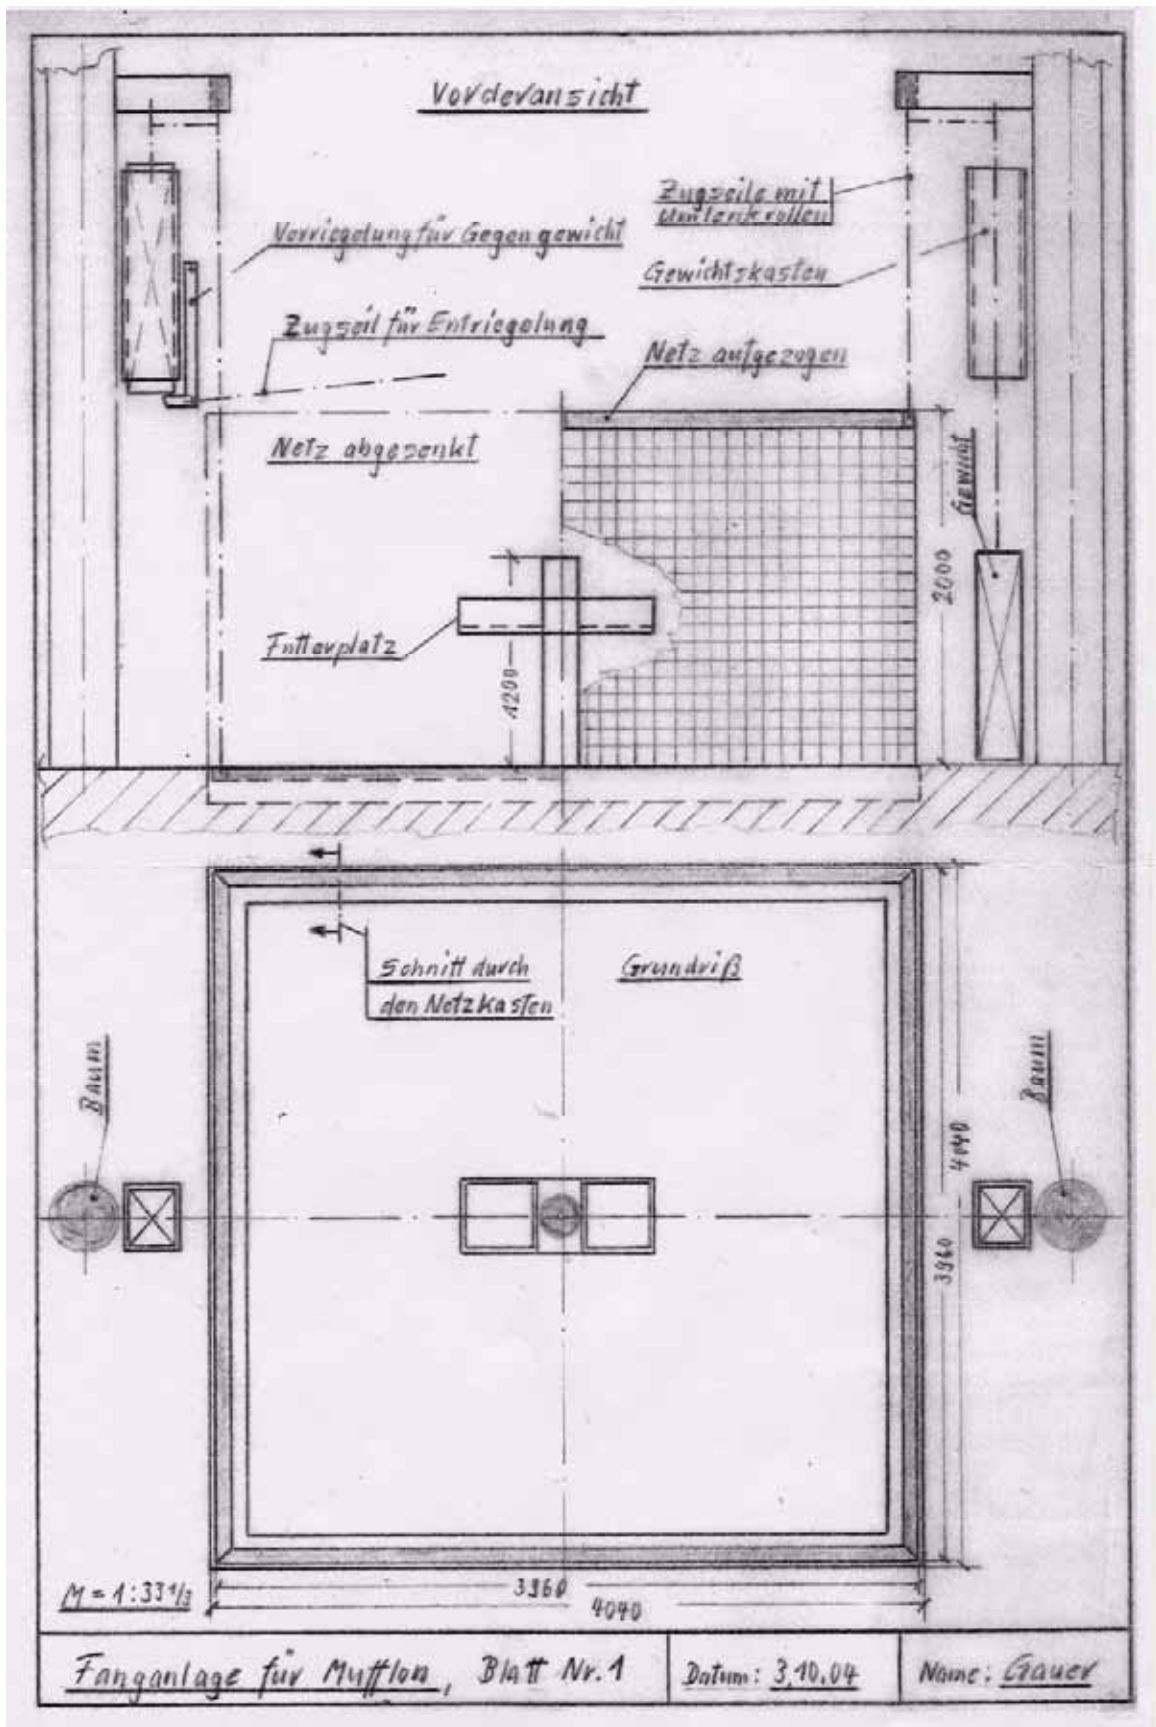 Vorderansicht
Zugseile mit
Umlenkrollen
Verriegelung für Gegengewicht
Gewichtskasten
Zugseil für Entriegelung
Netz aufgezogen
Netz abgesenkt
Gewicht
2000
Futterplatz
1200
Schnitt durch
den Netzkasten
Grundriß
Baum
Baum
4040
3960
3960
4040
M = 1:33 1/3
Fanganlage für Mufflon, Blatt Nr. 1
Datum: 3.10.04
Name: Gauer